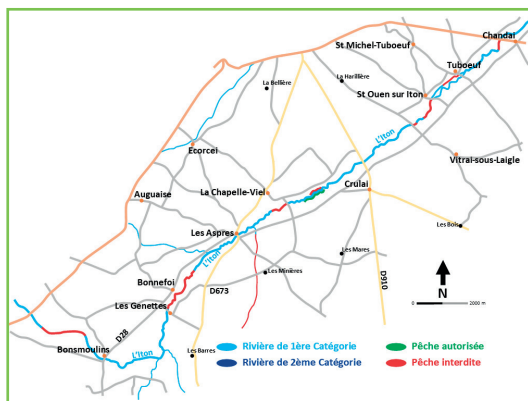 Chandai
St Michel-Tuboeuf
Tuboeuf
La Bellière
La Harillière
St Ouen sur Iton
L'Iton
Ecorcei
Vitrai-sous-Laigle
La Chapelle-Viel
Crulai
Auguaise
Les Bois
Les Aspres
L'Iton
Les Mares
Les Minières
D910
N
Bonnefoi
D673
0 2000 m
Les Genettes
D28
Rivière de 1ère Catégorie
Pêche autorisée
Les Barres
Bonsmoulins
L'Iton
Rivière de 2ème Catégorie
Pêche interdite